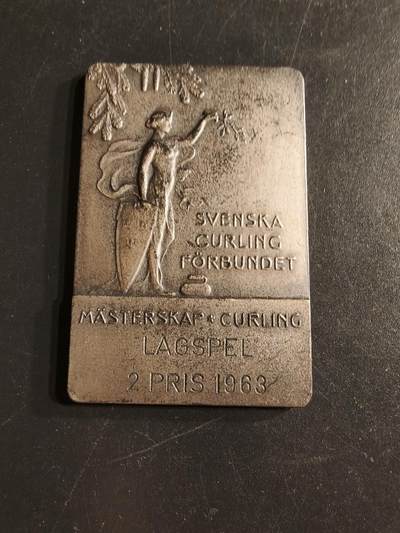 SVENSKA
CURLING
FÖRBUNDET
MÄSTERSKAP • CURLING
LAGSPEL
2 PRIS 1963